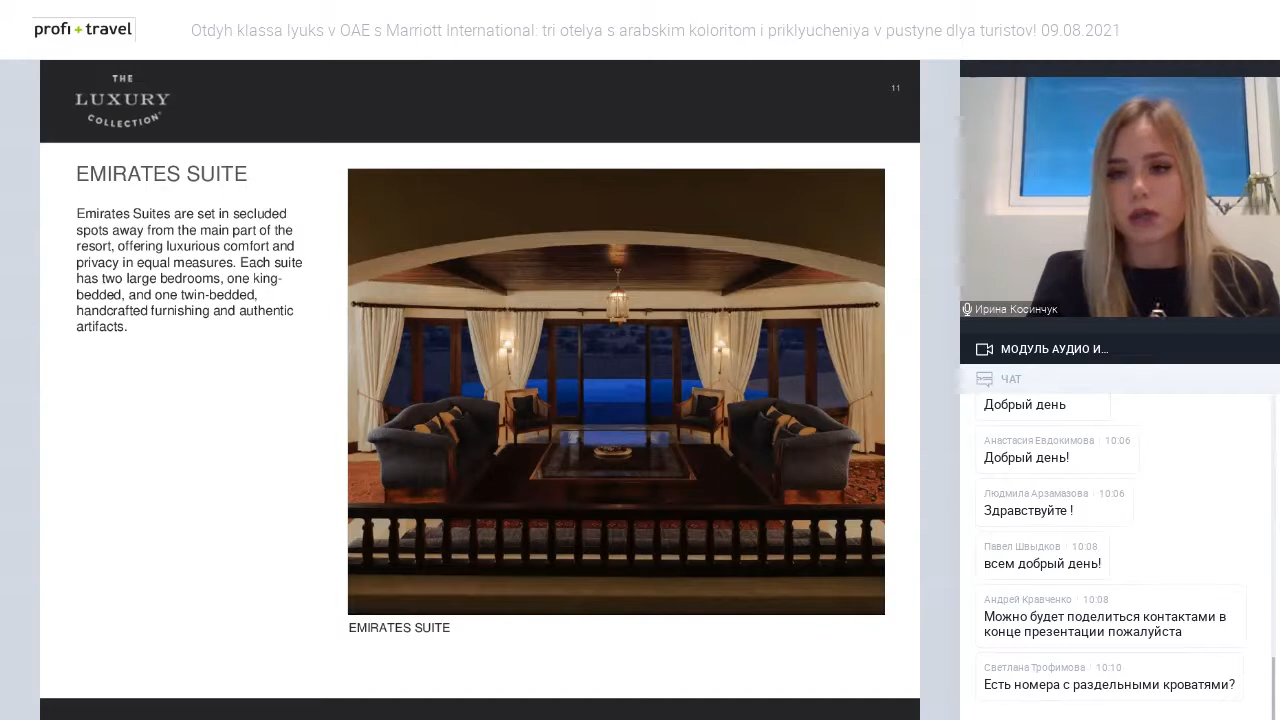 profi+travel
Otdyh klassa lyuks v OAE s Marriott International: tri otelya s arabskim koloritom i priklyucheniya v pustyne dlya turistov! 09.08.2021
THE
LUXURY
COLLECTION
11
EMIRATES SUITE
Emirates Suites are set in secluded
spots away from the main part of the
resort, offering luxurious comfort and
privacy in equal measures. Each suite
has two large bedrooms, one king-
bedded, and one twin-bedded,
handcrafted furnishing and authentic
artifacts.
EMIRATES SUITE
Ирина Косинчук
МОДУЛЬ АУДИО И...
ЧАТ
Добрый день
Анастасия Евдокимова 10:06
Добрый день!
Людмила Арзамазова 10:06
Здравствуйте !
Павел Швыдков 10:08
всем добрый день!
Андрей Кравченко 10:08
Можно будет поделиться контактами в
конце презентации пожалуйста
Светлана Трофимова 10:10
Есть номера с раздельными кроватями?